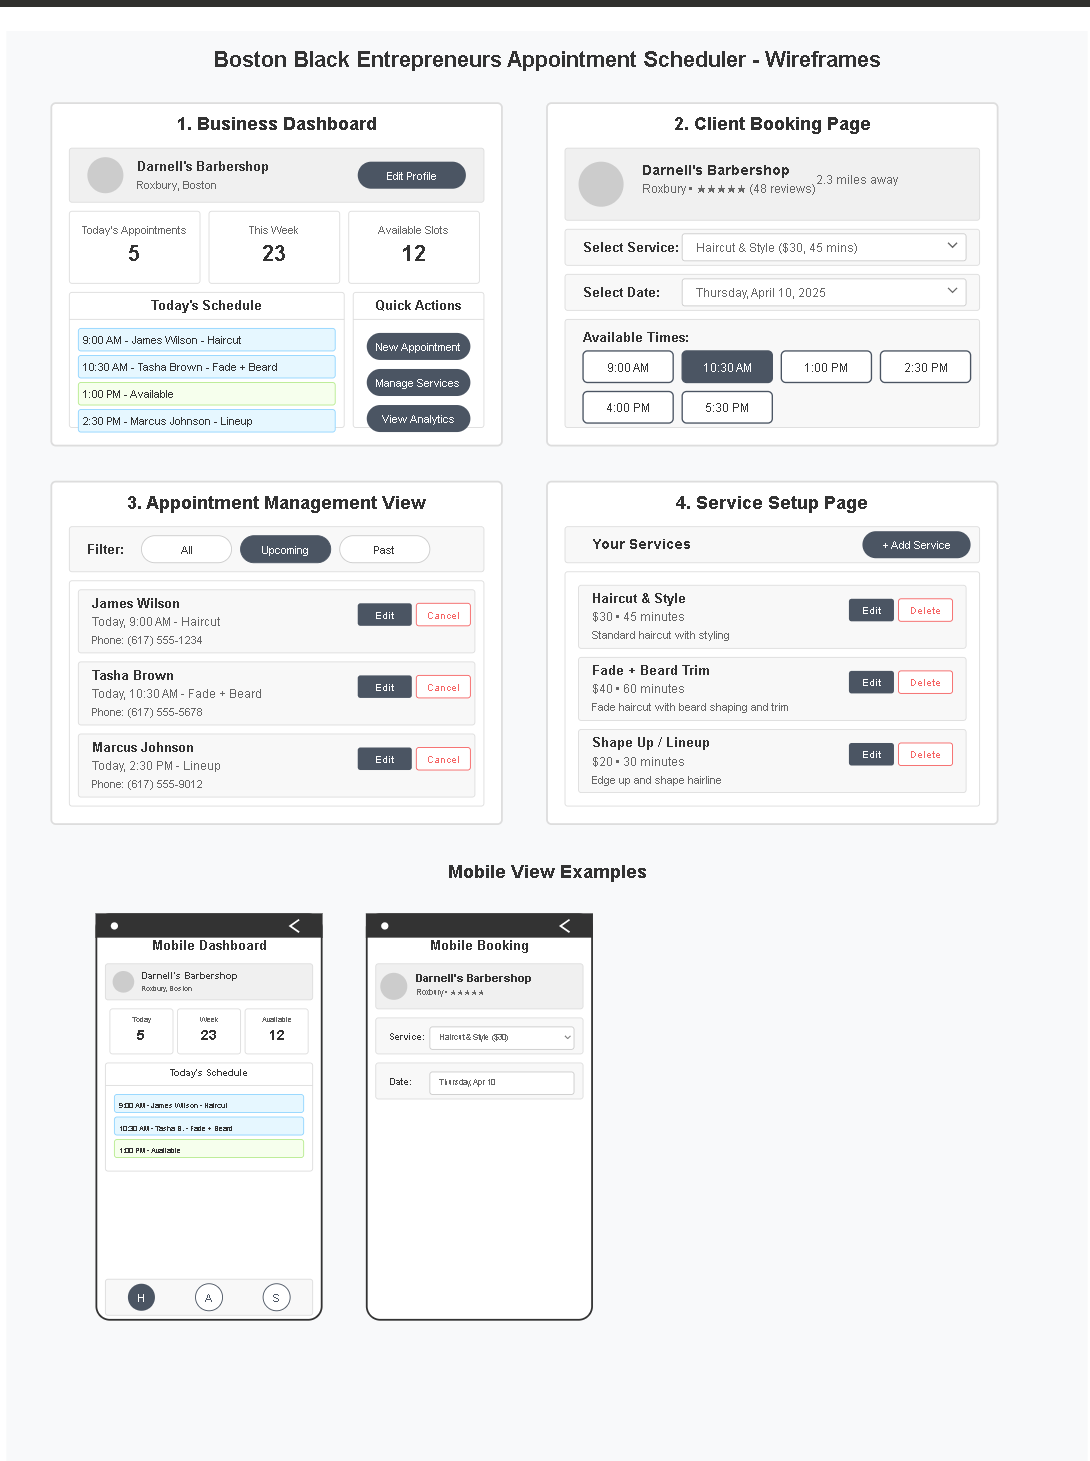 Boston Black Entrepreneurs Appointment Scheduler - Wireframes
1. Business Dashboard
Darnell's Barbershop
Roxbury, Boston
Edit Profile
Today's Appointments
5
This Week
23
Available Slots
12
Today's Schedule
9:00 AM - James Wilson - Haircut
10:30 AM - Tasha Brown - Fade + Beard
1:00 PM - Available
2:30 PM - Marcus Johnson - Lineup
Quick Actions
New Appointment
Manage Services
View Analytics
2. Client Booking Page
Darnell's Barbershop
Roxbury • ★★★★★ (48 reviews)
2.3 miles away
Select Service:
Haircut & Style ($30, 45 mins)
Select Date:
Thursday, April 10, 2025
Available Times:
9:00 AM
10:30 AM
1:00 PM
2:30 PM
4:00 PM
5:30 PM
3. Appointment Management View
Filter:
All
Upcoming
Past
James Wilson
Today, 9:00 AM - Haircut
Phone: (617) 555-1234
Edit
Cancel
Tasha Brown
Today, 10:30 AM - Fade + Beard
Phone: (617) 555-5678
Edit
Cancel
Marcus Johnson
Today, 2:30 PM - Lineup
Phone: (617) 555-9012
Edit
Cancel
4. Service Setup Page
Your Services
+ Add Service
Haircut & Style
$30 • 45 minutes
Standard haircut with styling
Edit
Delete
Fade + Beard Trim
$40 • 60 minutes
Fade haircut with beard shaping and trim
Edit
Delete
Shape Up / Lineup
$20 • 30 minutes
Edge up and shape hairline
Edit
Delete
Mobile View Examples
Mobile Dashboard
Darnell's Barbershop
Roxbury, Boston
Today
5
Week
23
Available
12
Today's Schedule
9:00 AM - James Wilson - Haircut
10:30 AM - Tasha B. - Fade + Beard
1:00 PM - Available
H
A
S
Mobile Booking
Darnell's Barbershop
Roxbury • ★★★★★
Service:
Haircut & Style ($30)
Date:
Thursday, Apr 10